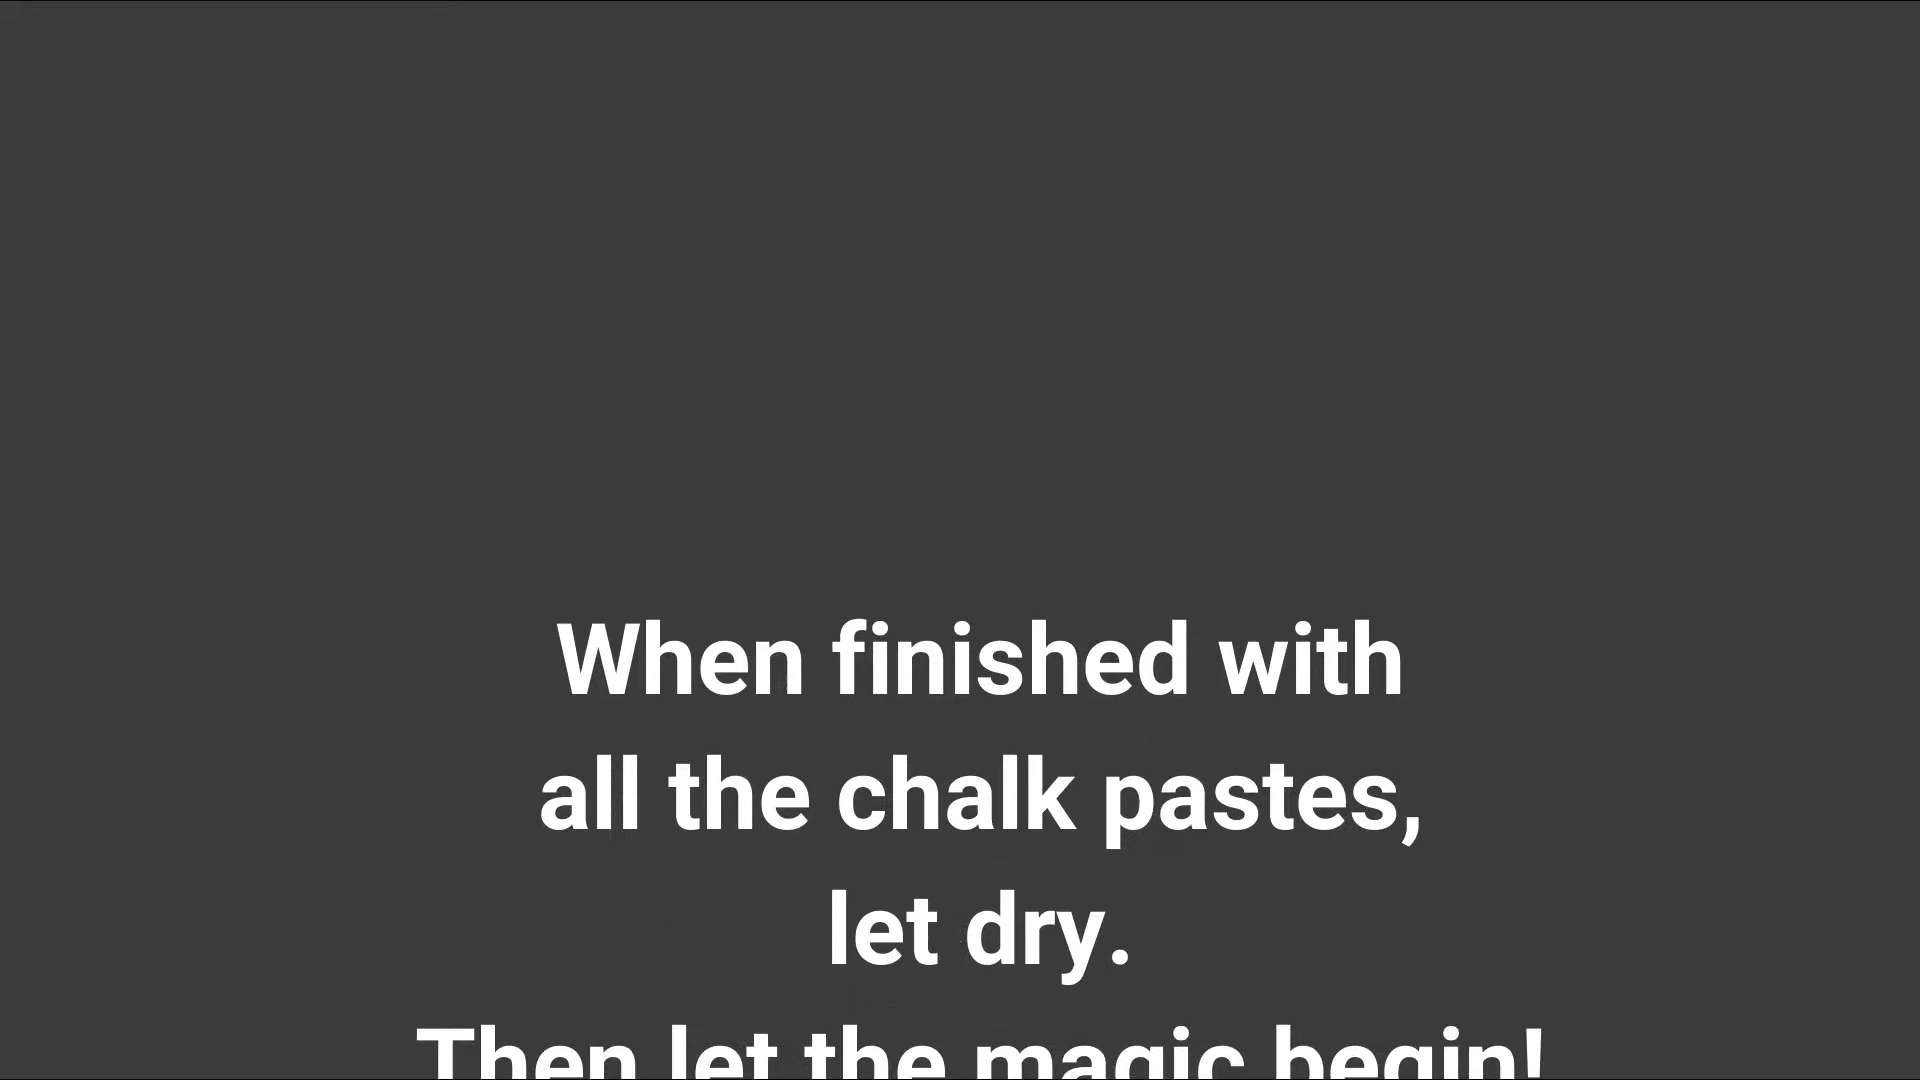 When finished with
all the chalk pastes,
let dry.
Then let the magic begin!